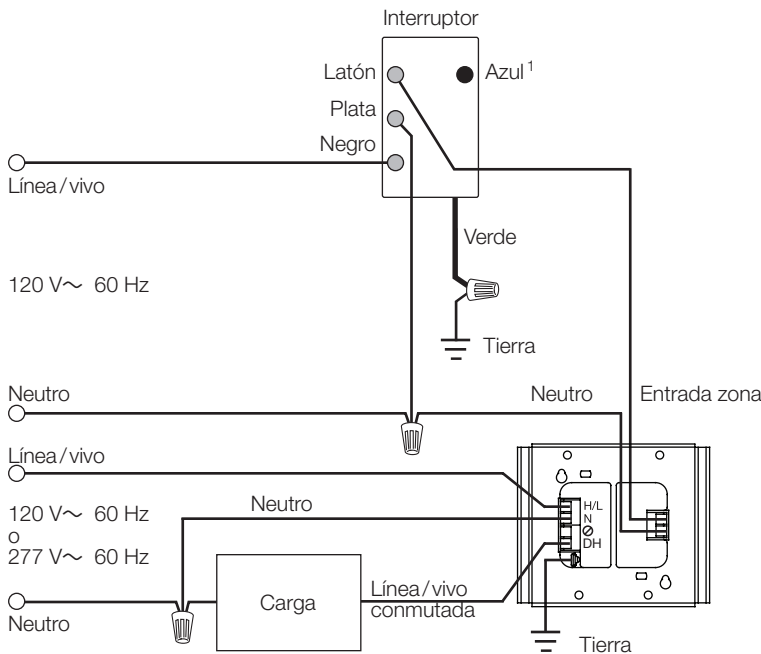 Interruptor
Latón
Azul 1
Plata
Negro
Línea/vivo
Verde
120 V～ 60 Hz
Tierra
Neutro
Neutro
Entrada zona
Línea/vivo
H/L
Neutro
N
120 V～ 60 Hz
o
277 V～ 60 Hz
DH
Carga
Línea/vivo
conmutada
Neutro
Tierra